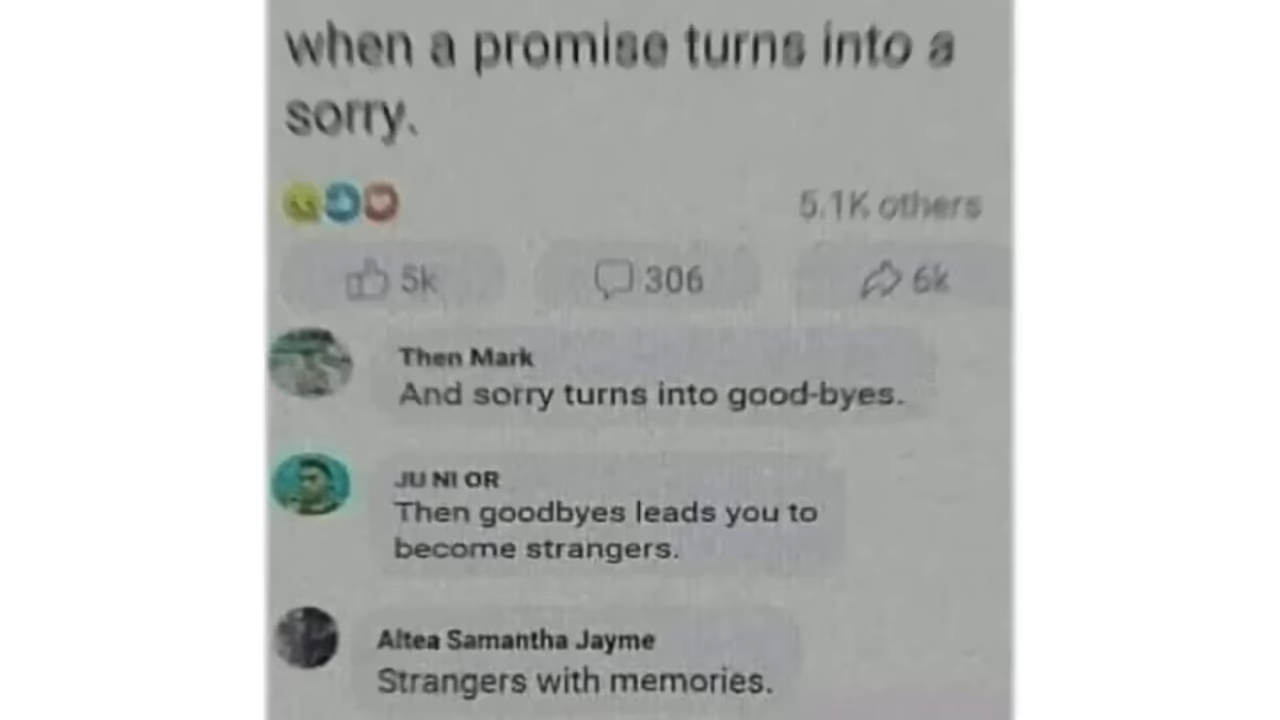 when a promise turns into a
sorry.
5.1K others
5k
306
6k
Then Mark
And sorry turns into good-byes.
JU NI OR
Then goodbyes leads you to
become strangers.
Altea Samantha Jayme
Strangers with memories.